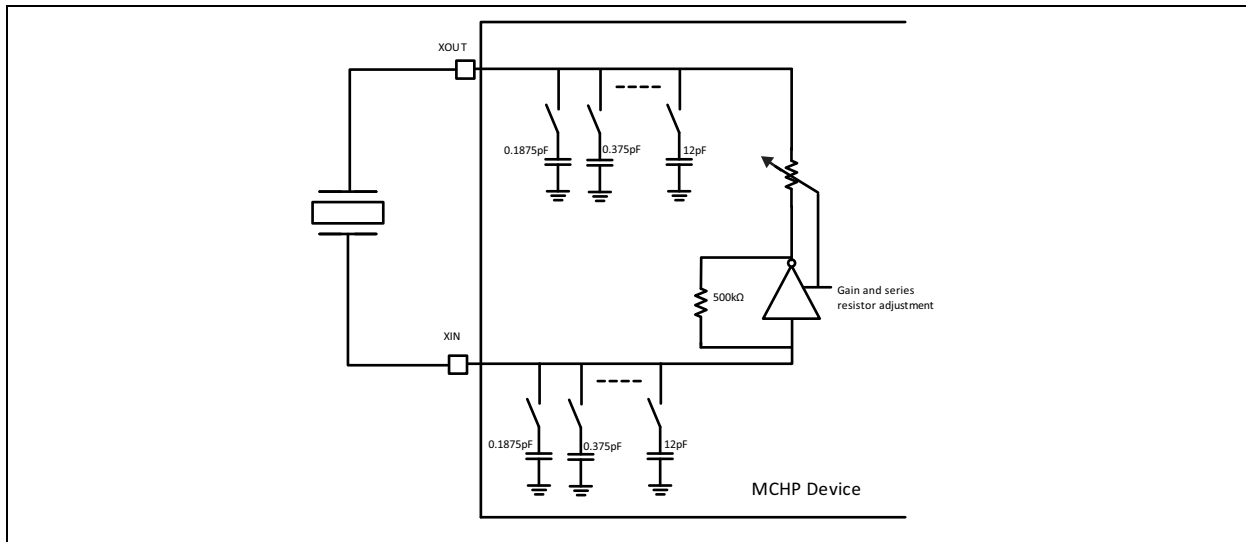 XOUT
0.1875pF
0.375pF
12pF
500kΩ
Gain and series
resistor adjustment
XIN
0.1875pF
0.375pF
12pF
MCHP Device